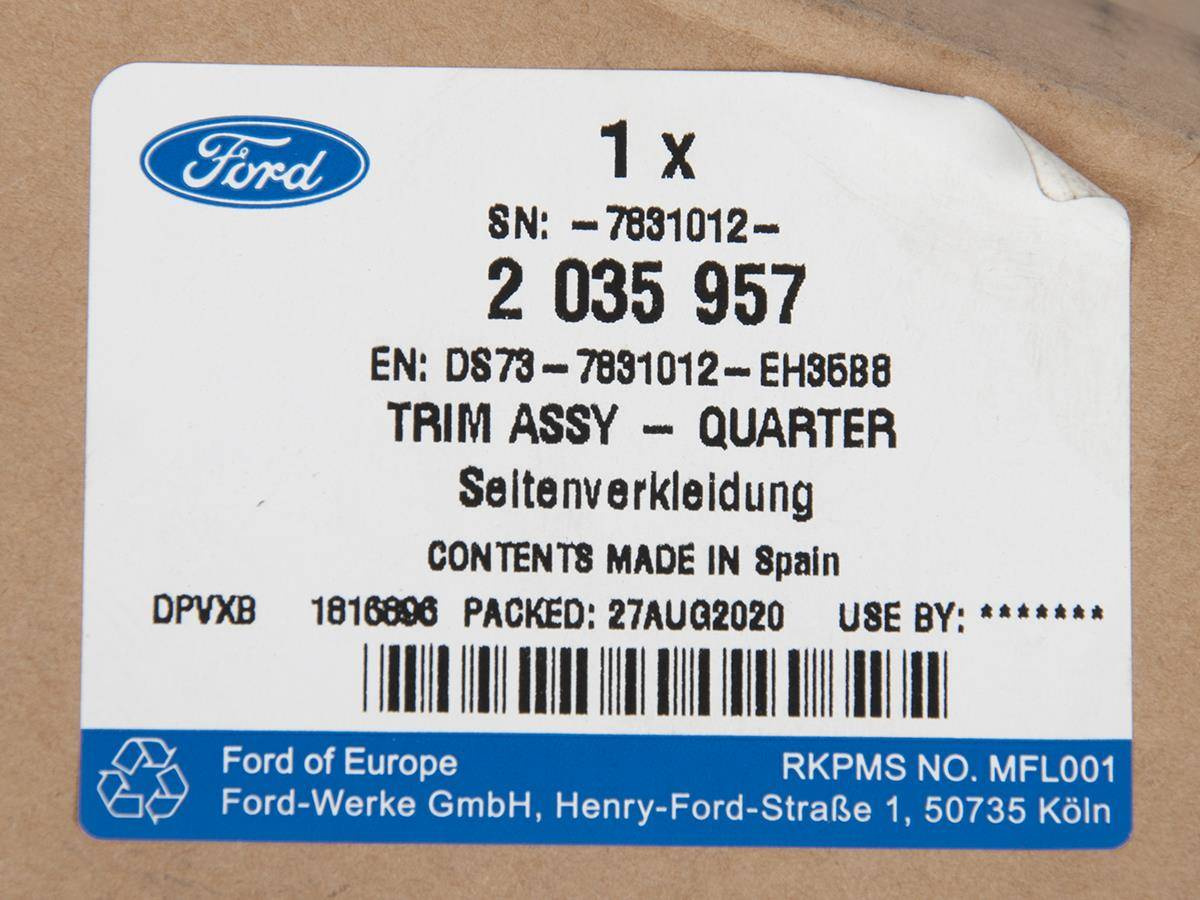 Ford
1 x
SN: -7831012-
2 035 957
EN: DS73-7831012-EH35B8
TRIM ASSY - QUARTER
Seitenverkleidung
CONTENTS MADE IN Spain
DPVXB 1816896 PACKED: 27AUG2020 USE BY: *******
Ford of Europe RKPMS NO. MFL001
Ford-Werke GmbH, Henry-Ford-Straße 1, 50735 Köln